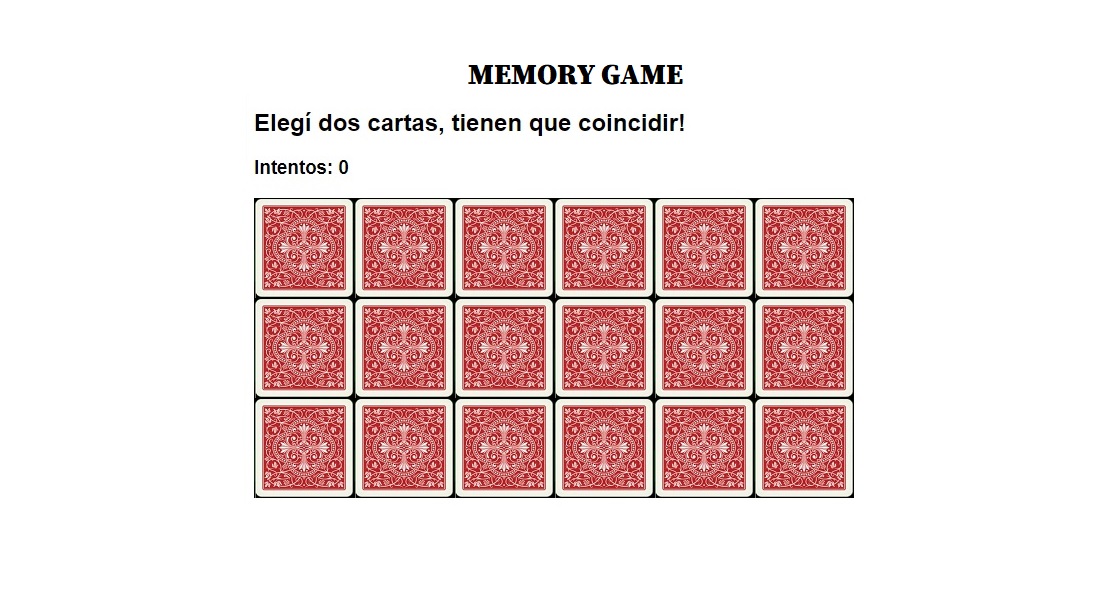 MEMORY GAME
Elegí dos cartas, tienen que coincidir!
Intentos: 0